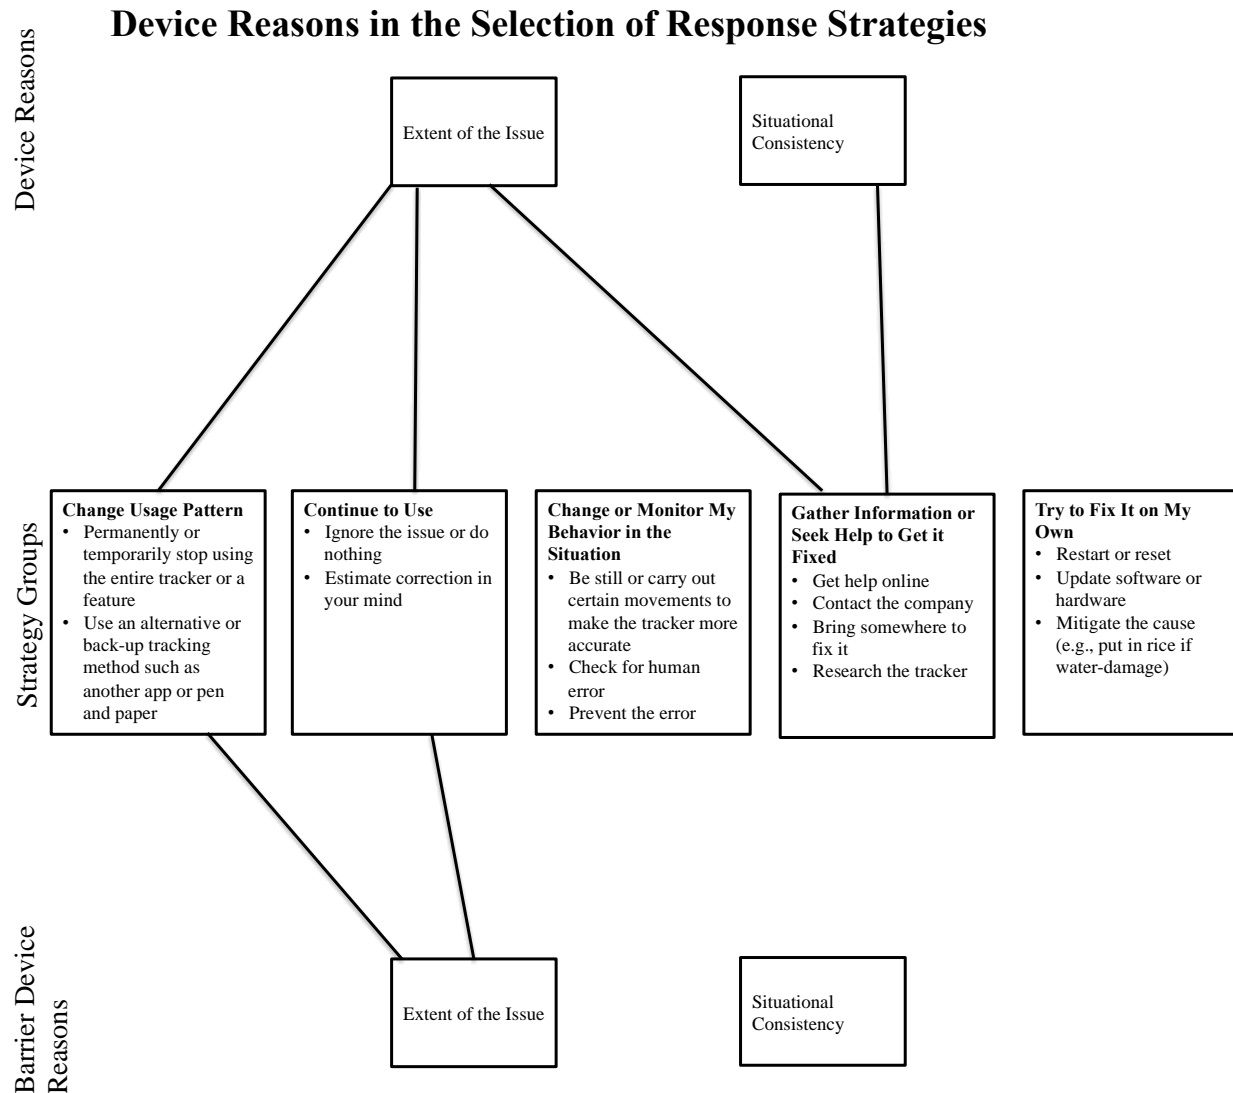 Device Reasons in the Selection of Response Strategies
Device Reasons
Extent of the Issue
Situational
Consistency
Strategy Groups
Change Usage Pattern
• Permanently or
temporarily stop using
the entire tracker or a
feature
• Use an alternative or
back-up tracking
method such as
another app or pen
and paper
Continue to Use
• Ignore the issue or do
nothing
• Estimate correction in
your mind
Change or Monitor My
Behavior in the
Situation
• Be still or carry out
certain movements to
make the tracker more
accurate
• Check for human
error
• Prevent the error
Gather Information or
Seek Help to Get it
Fixed
• Get help online
• Contact the company
• Bring somewhere to
fix it
• Research the tracker
Try to Fix It on My
Own
• Restart or reset
• Update software or
hardware
• Mitigate the cause
(e.g., put in rice if
water-damage)
Barrier Device
Reasons
Extent of the Issue
Situational
Consistency